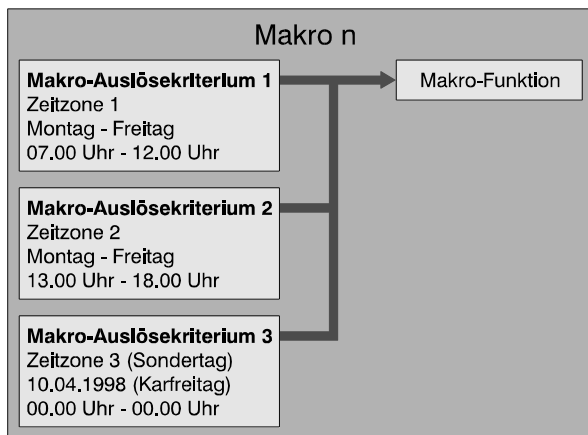 Makro n
Makro-Auslösekriterium 1
Zeitzone 1
Montag - Freitag
07.00 Uhr - 12.00 Uhr
Makro-Funktion
Makro-Auslösekriterium 2
Zeitzone 2
Montag - Freitag
13.00 Uhr - 18.00 Uhr
Makro-Auslösekriterium 3
Zeitzone 3 (Sondertag)
10.04.1998 (Karfreitag)
00.00 Uhr - 00.00 Uhr